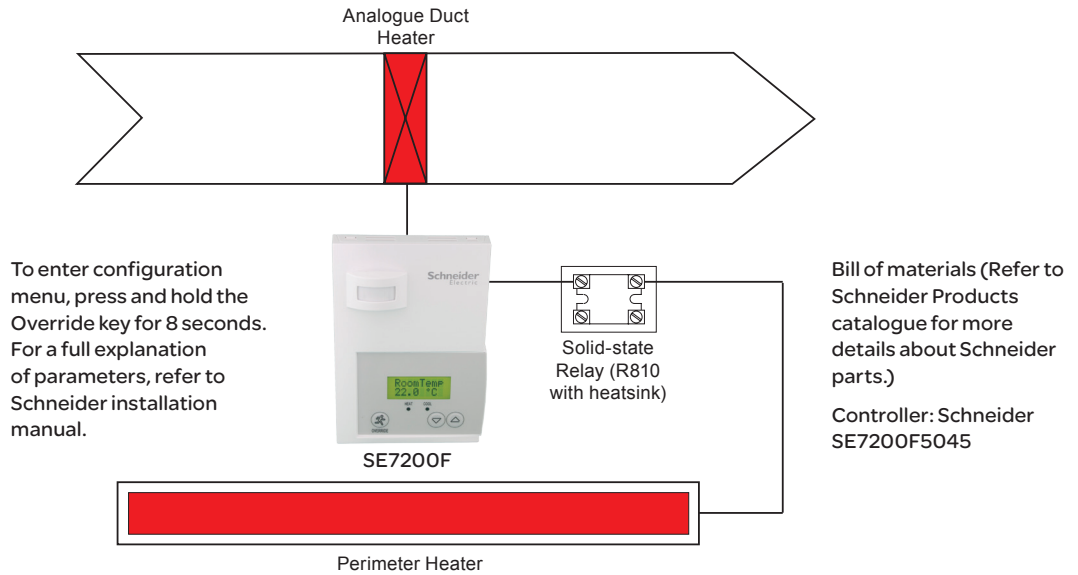 Analogue Duct
Heater
To enter configuration
menu, press and hold the
Override key for 8 seconds.
For a full explanation
of parameters, refer to
Schneider installation
manual.
Schneider
Electric
RoomTemp
22.0 °C
HEAT COOL
OVERRIDE
SE7200F
Solid-state
Relay (R810
with heatsink)
Bill of materials (Refer to
Schneider Products
catalogue for more
details about Schneider
parts.)
Controller: Schneider
SE7200F5045
Perimeter Heater